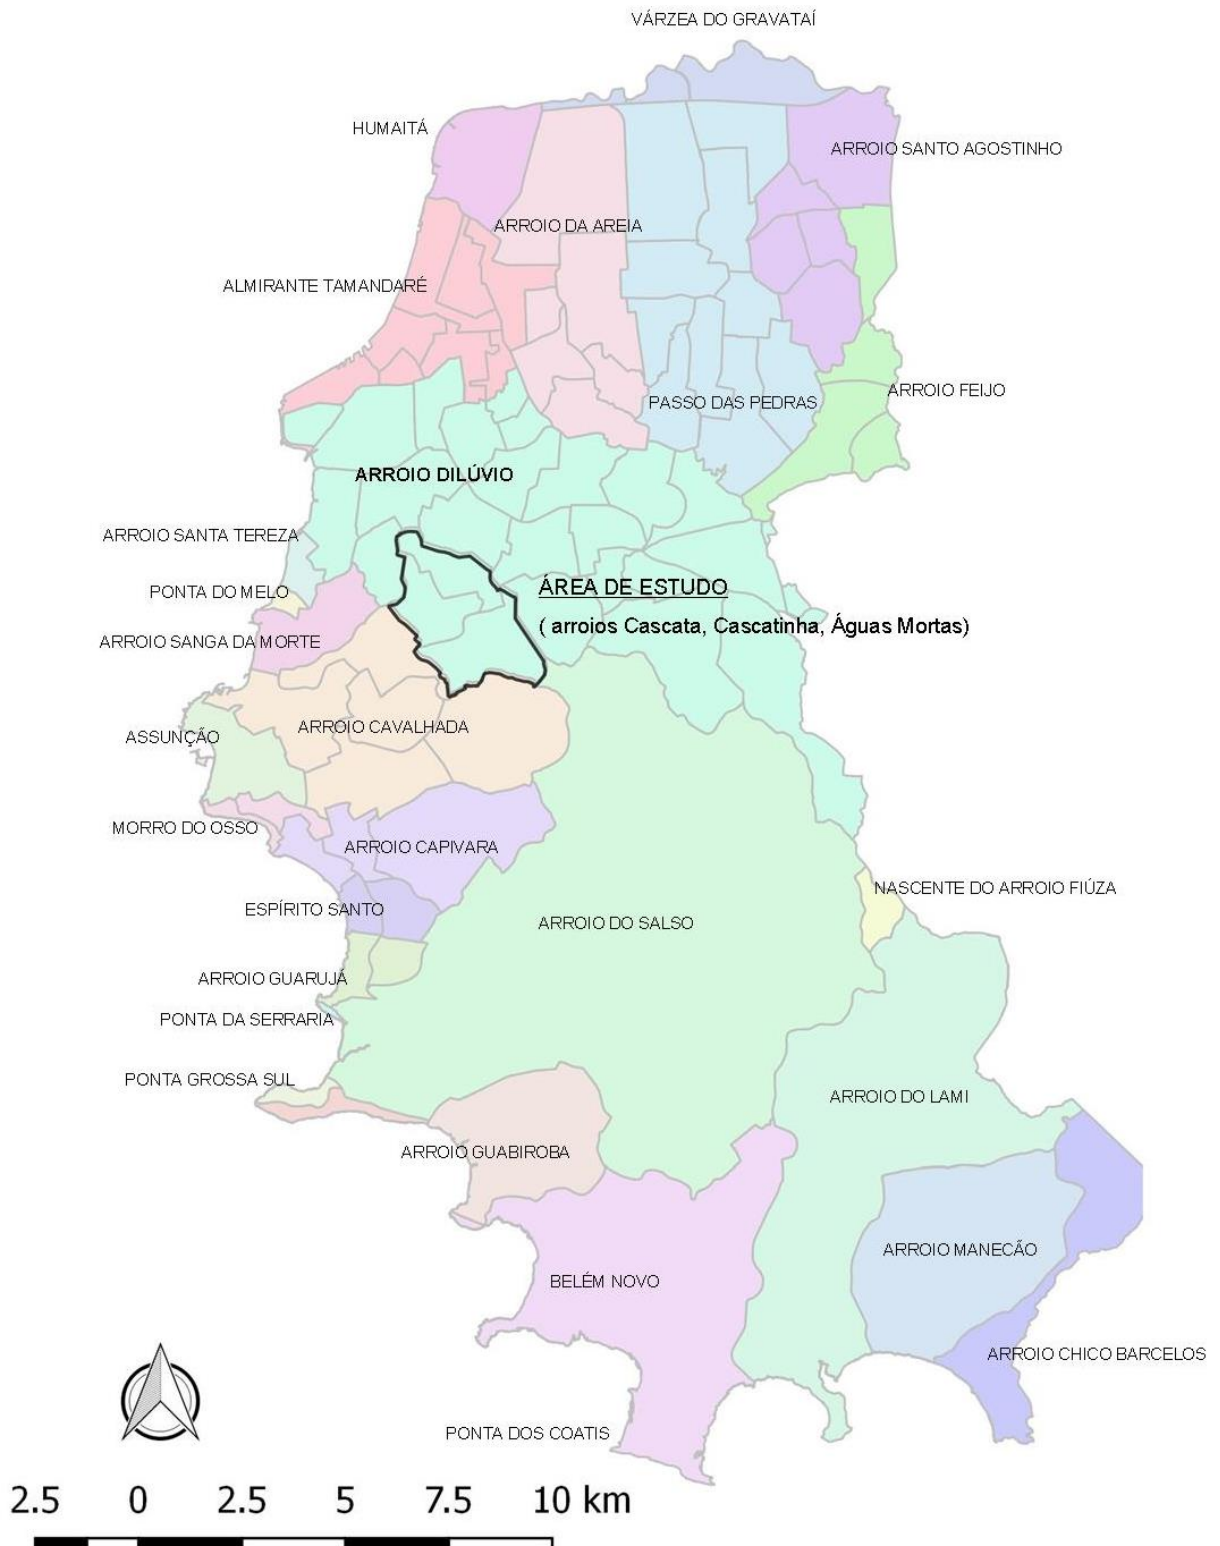 VÁRZEA DO GRAVATAÍ
HUMAITÁ
ARROIO SANTO AGOSTINHO
ARROIO DA AREIA
ALMIRANTE TAMANDARÉ
ARROIO FEIJO
PASSO DAS PEDRAS
ARROIO DILÚVIO
ARROIO SANTA TEREZA
ÁREA DE ESTUDO
PONTA DO MELO
( arroios Cascata, Cascatinha, Águas Mortas)
ARROIO SANGA DA MORTE
ARROIO CAVALHADA
ASSUNÇÃO
MORRO DO OSSO
ARROIO CAPIVARA
NASCENTE DO ARROIO FIÚZA
ESPÍRITO SANTO
ARROIO DO SALSO
ARROIO GUARUJÁ
PONTA DA SERRARIA
PONTA GROSSA SUL
ARROIO DO LAMI
ARROIO GUABIROBA
ARROIO MANECÃO
BELÉM NOVO
ARROIO CHICO BARCELOS
PONTA DOS COATIS
2.5 0 2.5 5 7.5 10 km